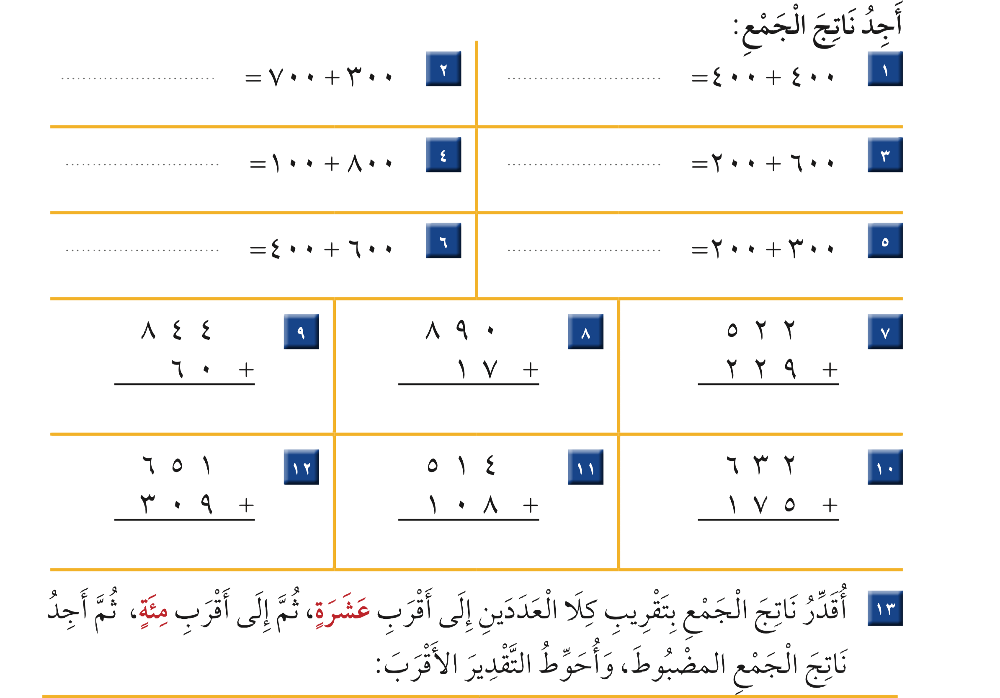 أَجِدُ نَاتِجَ الْجَمْعِ:
١ ٤٠٠ + ٤٠٠ = ............................
٢ ٣٠٠ + ٧٠٠ = ............................
٣ ٦٠٠ + ٢٠٠ = ............................
٤ ٨٠٠ + ١٠٠ = ............................
٥ ٣٠٠ + ٢٠٠ = ............................
٦ ٦٠٠ + ٤٠٠ = ............................
٧ ٥٢٢
+ ٢٢٩
٨ ٨٩٠
+ ١٧
٩ ٨٤٤
+ ٦٠
١٠ ٦٣٢
+ ١٧٥
١١ ٥١٤
+ ١٠٨
١٢ ٦٥١
+ ٣٠٩
١٣ أُقَدِّرُ نَاتِجَ الْجَمْعِ بِتَقْرِيبِ كِلَا الْعَدَدَيْنِ إِلَى أَقْرَبِ عَشَرَةٍ، ثُمَّ إِلَى أَقْرَبِ مِئَةٍ، ثُمَّ أَجِدُ
نَاتِجَ الْجَمْعِ الْمَضْبُوطَ، وَأُحَوِّطُ التَّقْدِيرَ الأَقْرَبَ: